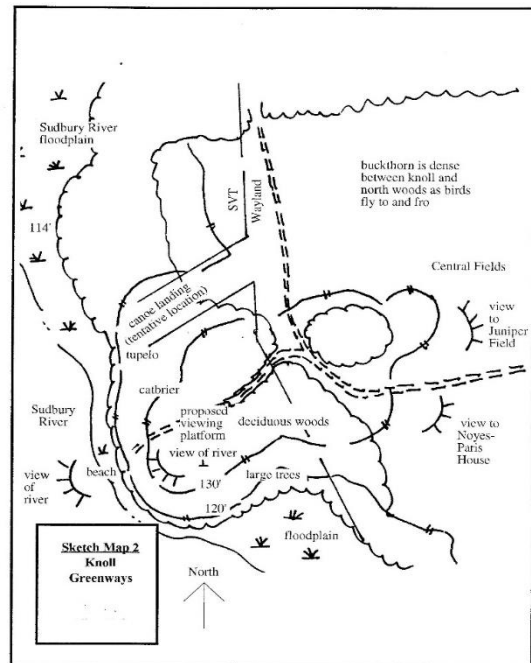 Sudbury River
floodplain
buckthorn is dense
between knoll and
north woods as birds
fly to and fro
SVT
Wayland
114'
Central Fields
canoe landing
(tentative location)
view
to
Juniper
Field
tupelo
catbrier
proposed
viewing
platform
deciduous woods
Sudbury
River
view to
Noyes-
Paris
House
view of river
beach
view
of
river
130'
large trees
120'
floodplain
Sketch Map 2
Knoll
Greenways
North